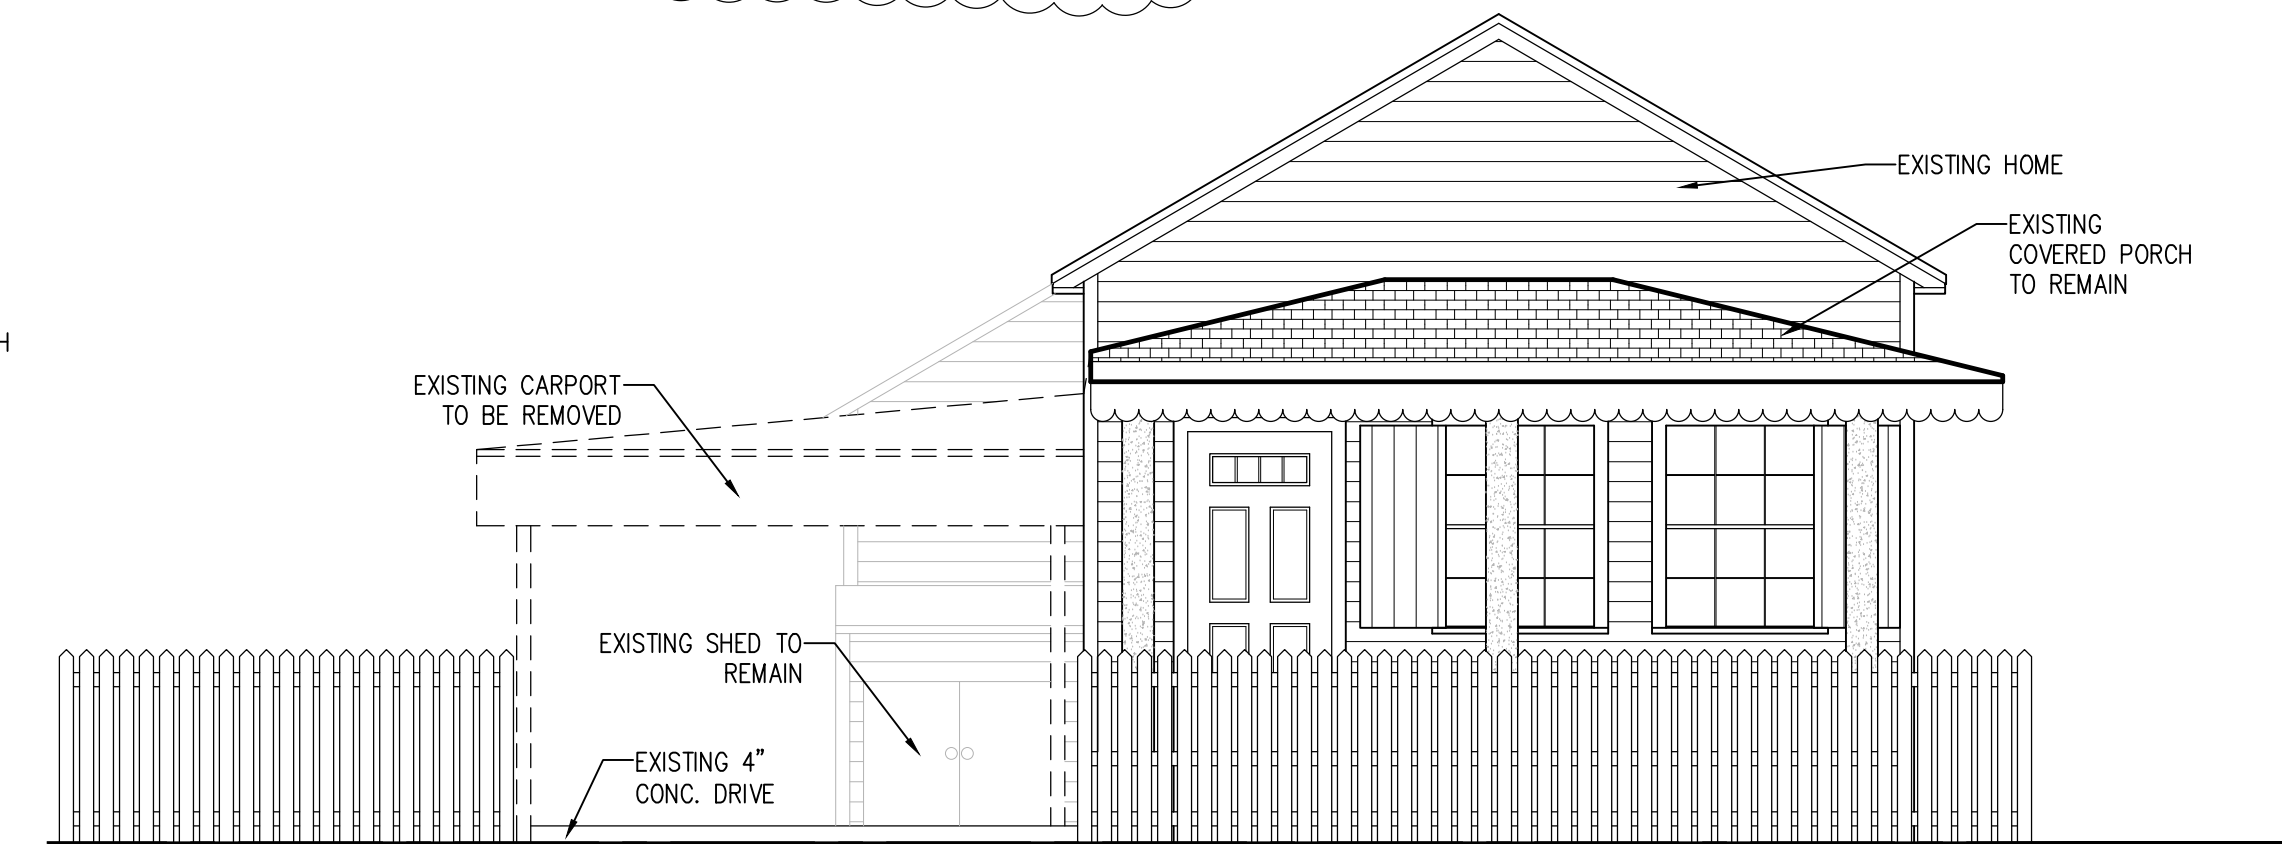 EXISTING HOME
EXISTING
COVERED PORCH
TO REMAIN
H
EXISTING CARPORT
TO BE REMOVED
EXISTING SHED TO
REMAIN
EXISTING 4”
CONC. DRIVE